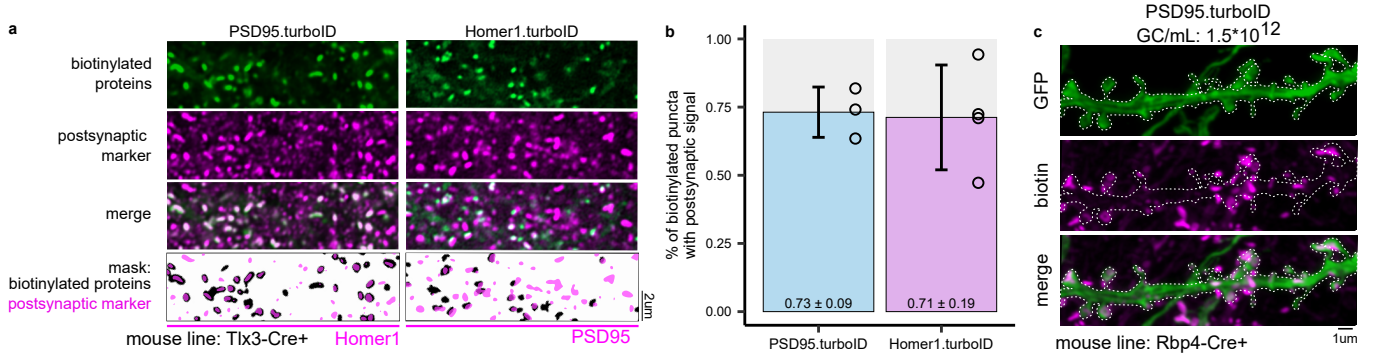 a
PSD95.turboID
Homer1.turboID
biotinylated
proteins
postsynaptic
marker
merge
mask:
biotinylated proteins
postsynaptic marker
2um
mouse line: Tlx3-Cre+
Homer1
PSD95
b
% of biotinylated puncta
with postsynaptic signal
1.00
0.75
0.50
0.25
0.00
0.73 ± 0.09
0.71 ± 0.19
PSD95.turboID
Homer1.turboID
c
PSD95.turboID
GC/mL: 1.5*10^12
GFP
biotin
merge
1um
mouse line: Rbp4-Cre+